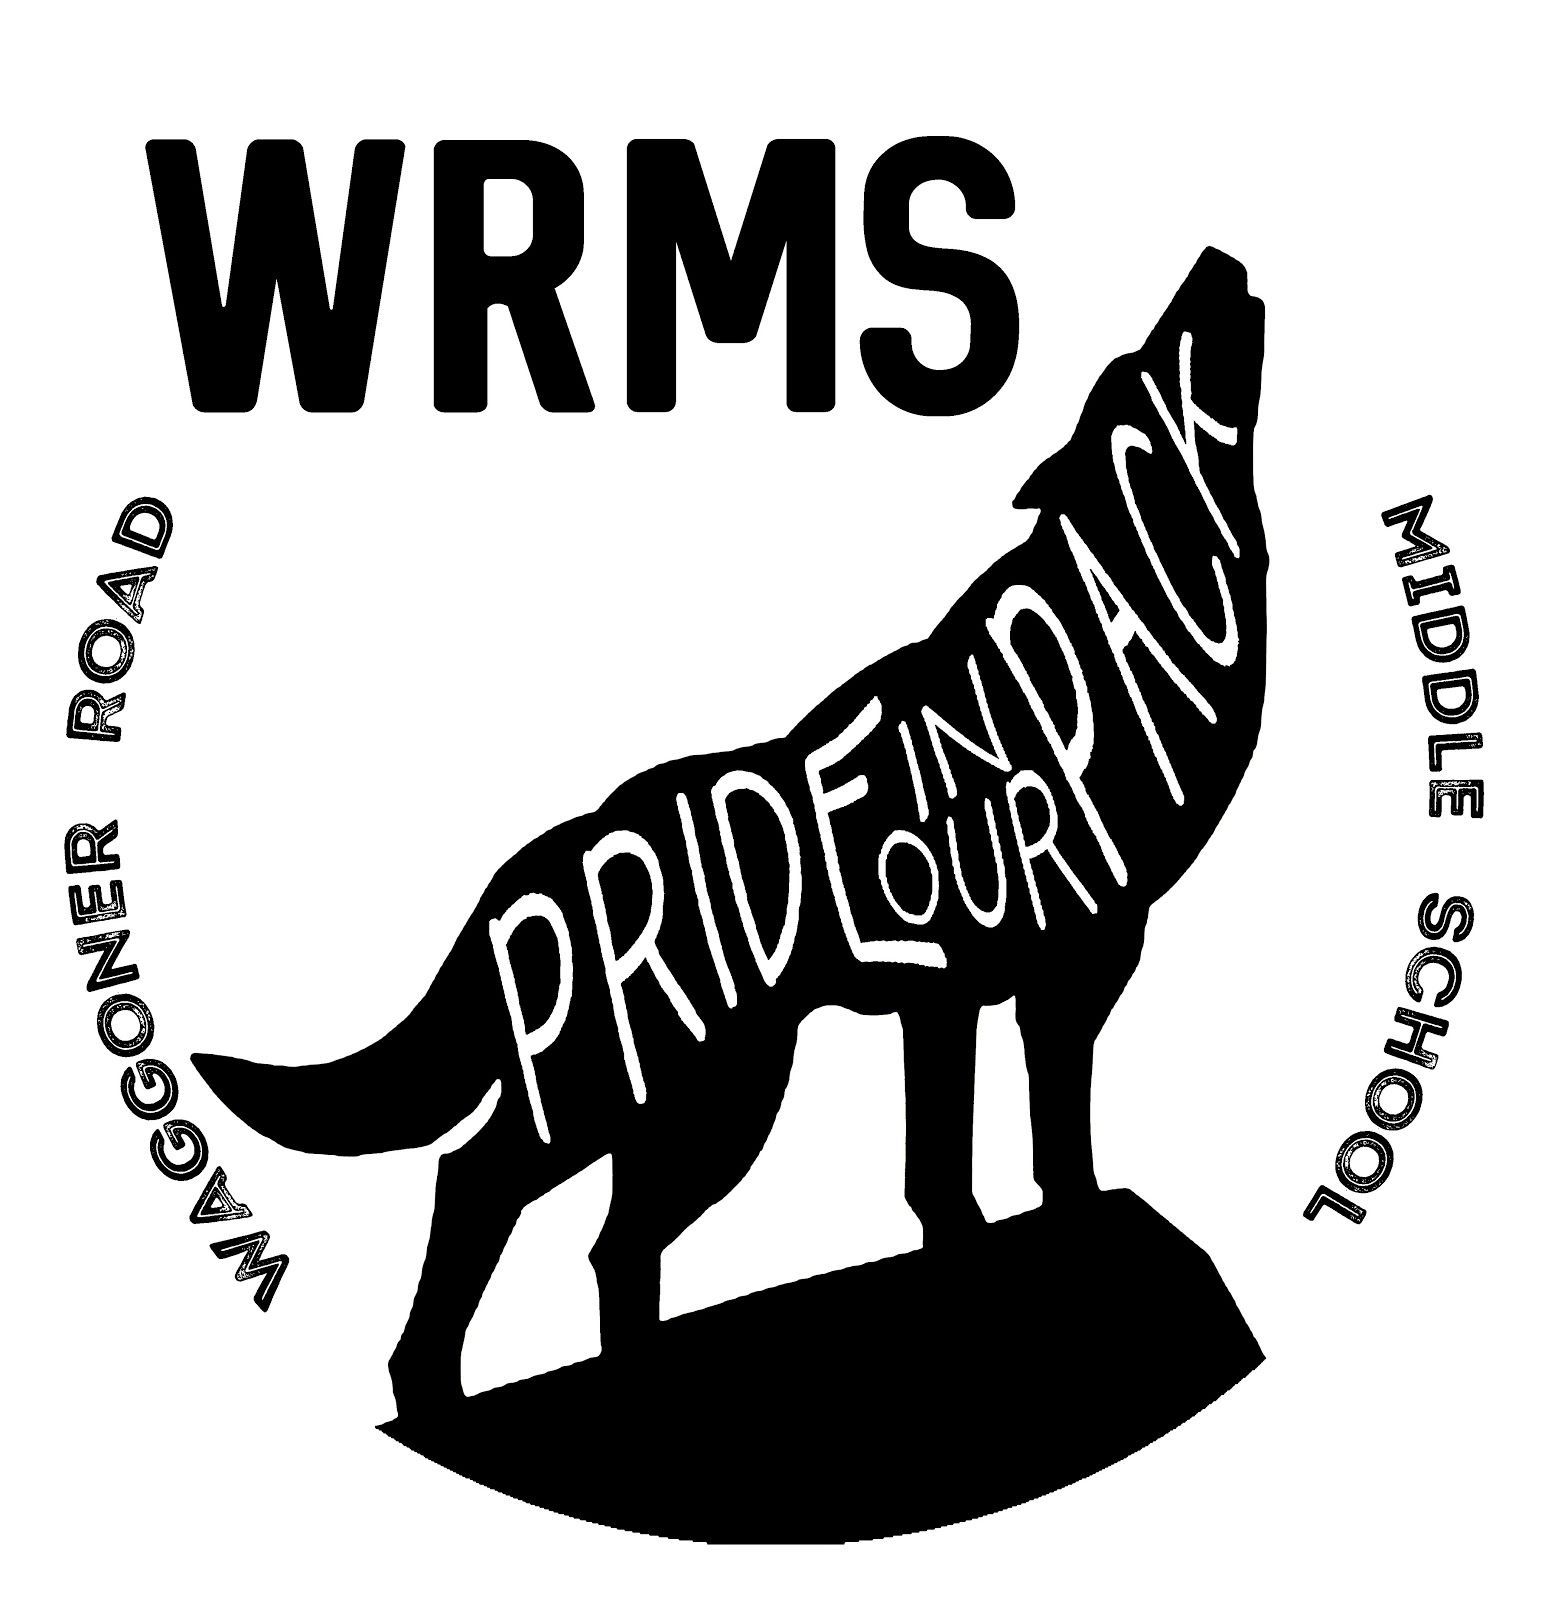 WRMS
WAGGONER ROAD
MIDDLE SCHOOL
PRIDE
IN
OUR
PACK